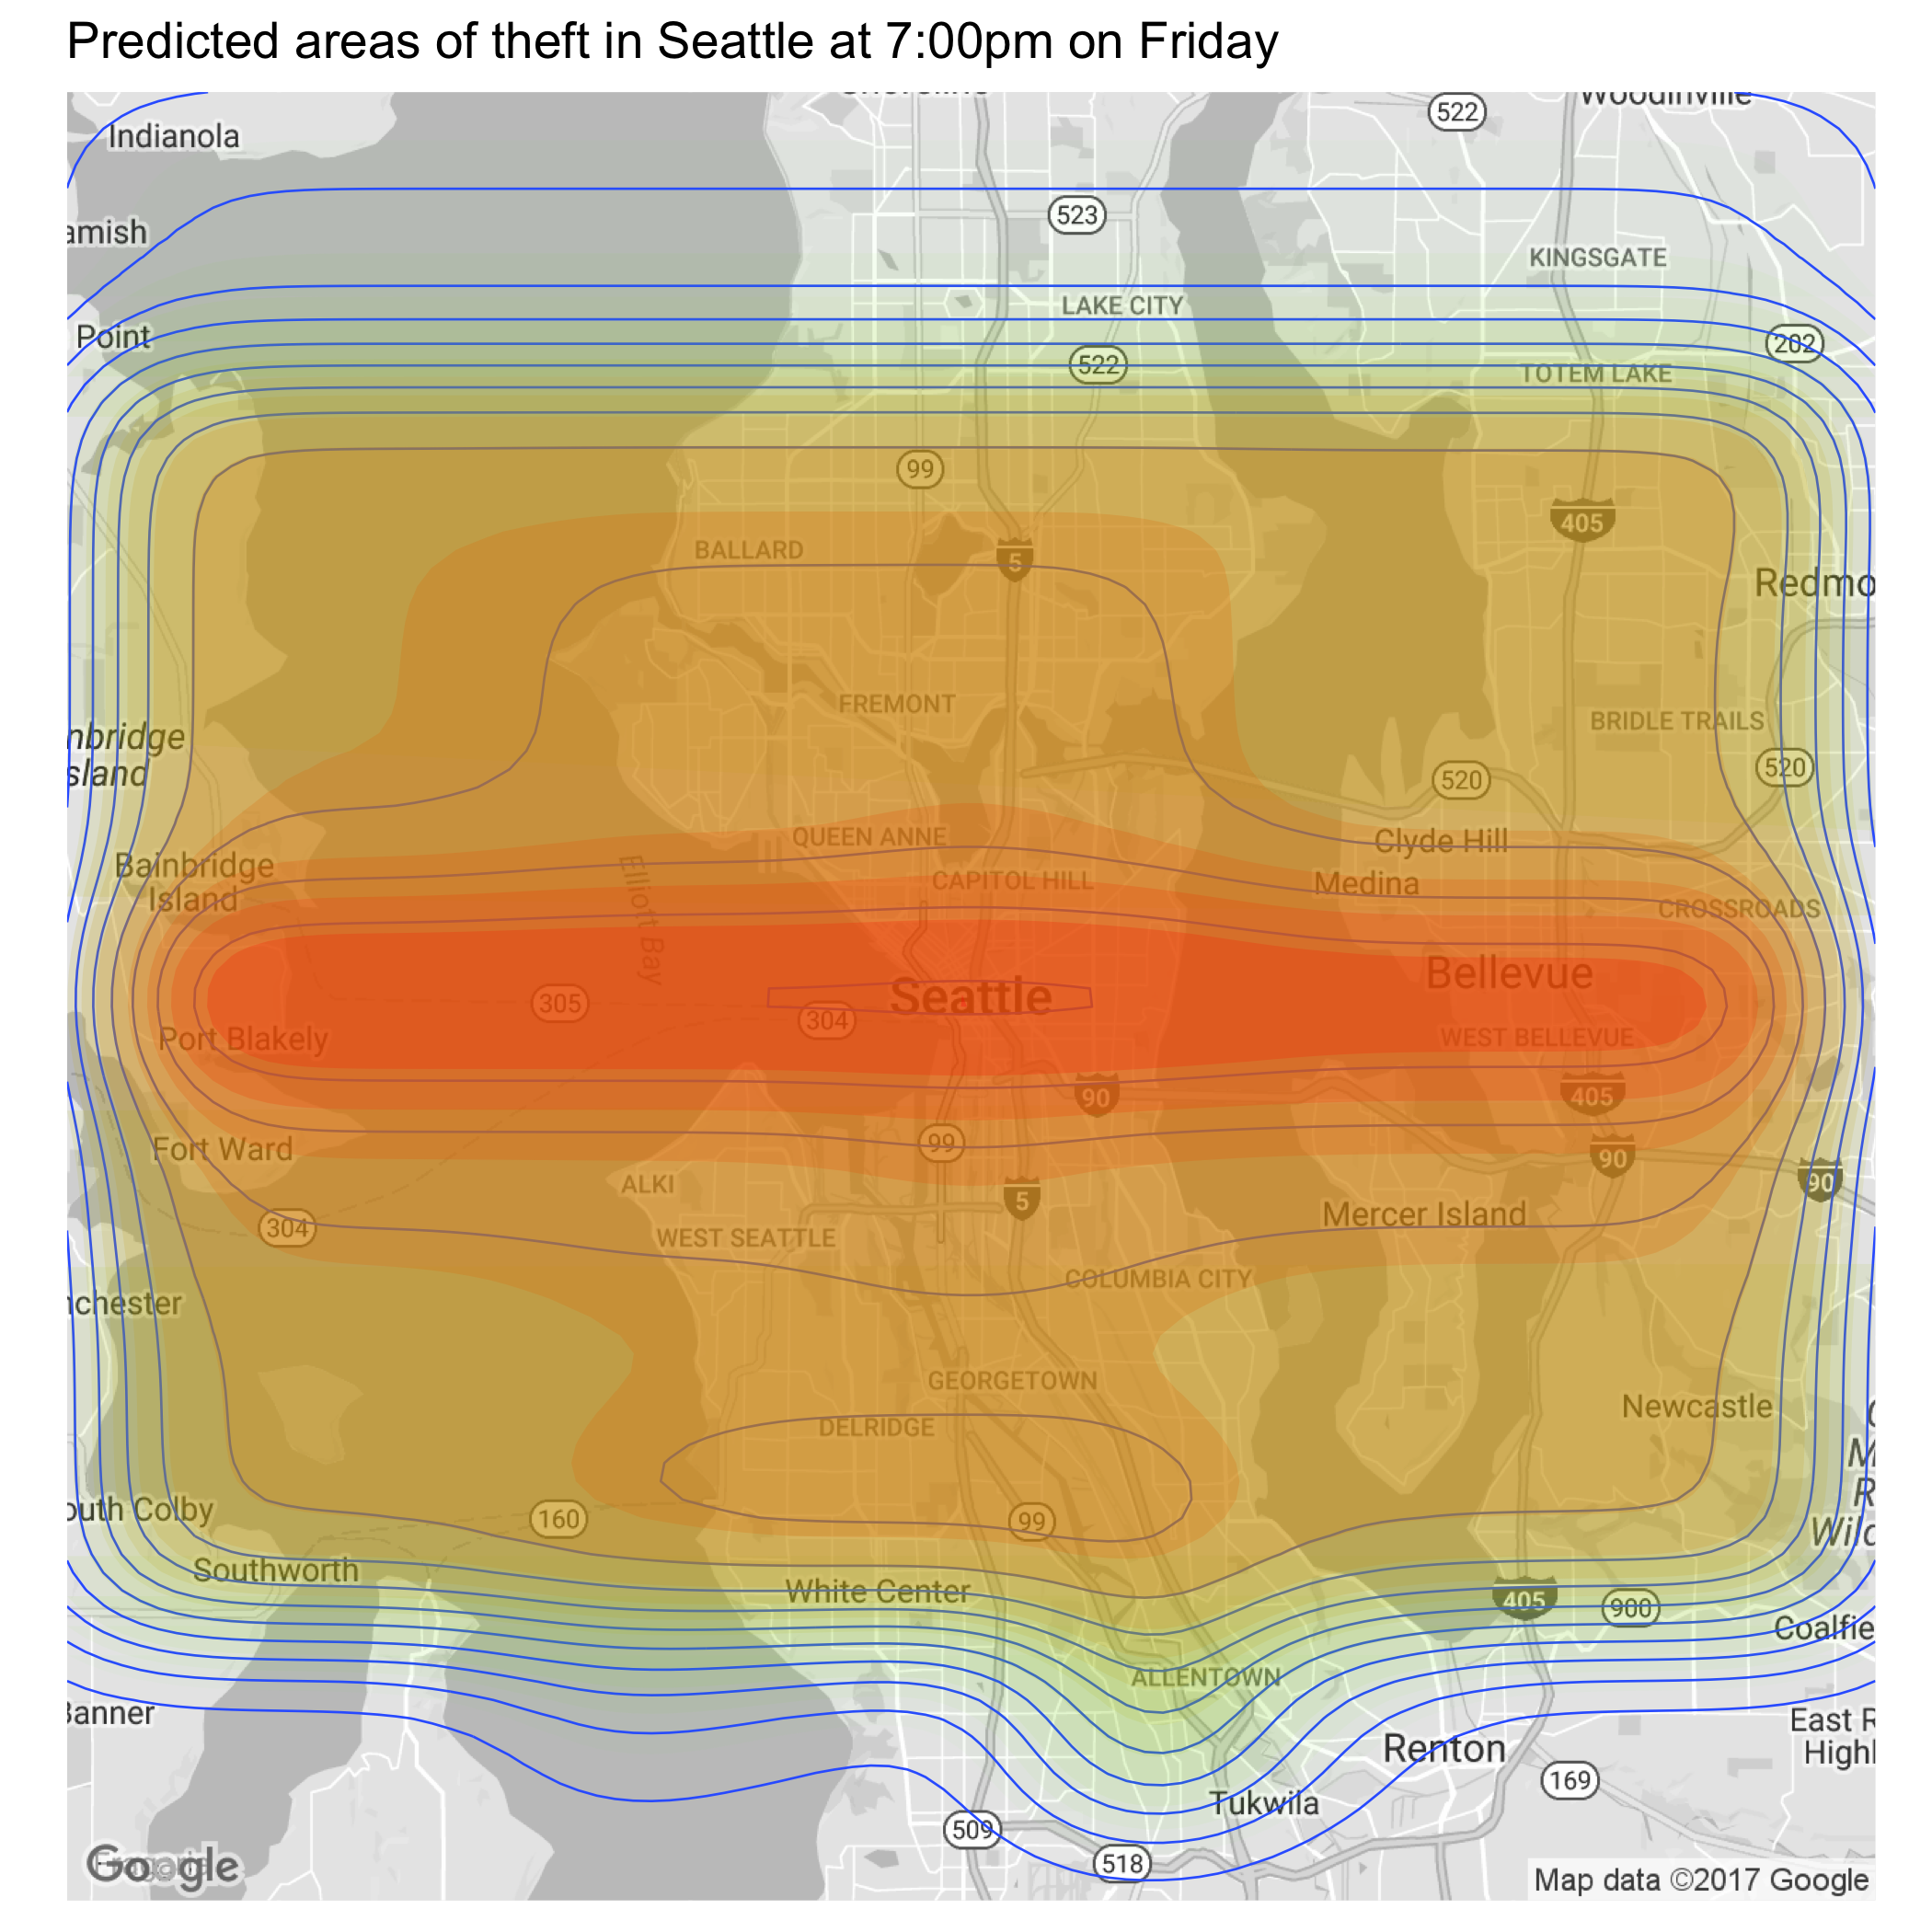 Predicted areas of theft in Seattle at 7:00pm on Friday
Woodinville
522
Indianola
523
amish
KINGSGATE
LAKE CITY
Point
202
522
TOTEM LAKE
99
405
BALLARD
5
Redmo
FREMONT
BRIDLE TRAILS
nbridge
sland
520
520
QUEEN ANNE
Clyde Hill
Bainbridge
Island
Elliott Bay
CAPITOL HILL
Medina
CROSSROADS
Bellevue
Seattle
305
304
Port Blakely
WEST BELLEVUE
90
405
99
Fort Ward
90
90
ALKI
5
304
Mercer Island
WEST SEATTLE
COLUMBIA CITY
nchester
GEORGETOWN
Newcastle
DELRIDGE
M
R
outh Colby
160
99
Wild
Southworth
White Center
405
900
Coalfie
ALLENTOWN
Banner
East R
Highl
Renton
169
Tukwila
509
518
Google
Map data ©2017 Google